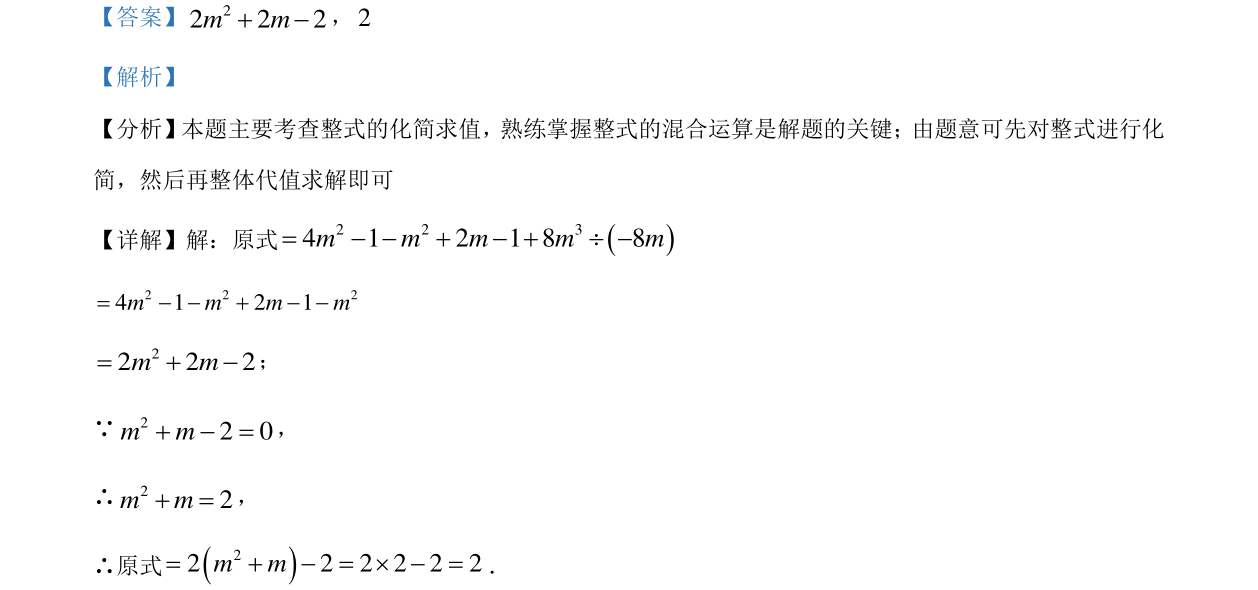 【答案】2m²+2m−2，2
【解析】
【分析】本题主要考查整式的化简求值，熟练掌握整式的混合运算是解题的关键；由题意可先对整式进行化
简，然后再整体代值求解即可
【详解】解：原式=4m²−1−m²+2m−1+8m³÷(−8m)
=4m²−1−m²+2m−1−m²
=2m²+2m−2；
∵m²+m−2=0，
∴m²+m=2，
∴原式=2(m²+m)−2=2×2−2=2．